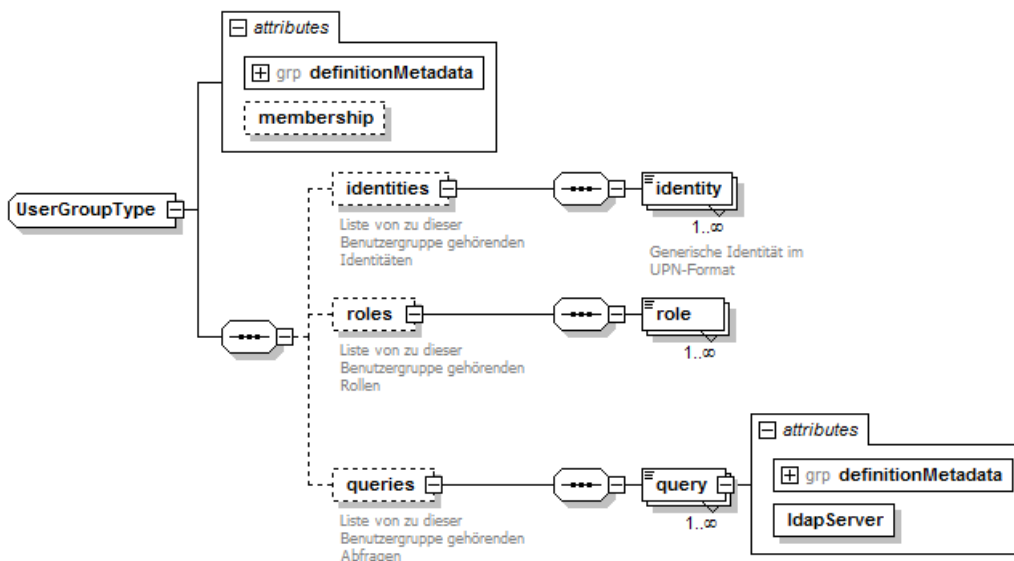 attributes
grp definitionMetadata
membership
UserGroupType
identities
Liste von zu dieser
Benutzergruppe gehörenden
Identitäten
identity
1..∞
Generische Identität im
UPN-Format
roles
Liste von zu dieser
Benutzergruppe gehörenden
Rollen
role
1..∞
queries
Liste von zu dieser
Benutzergruppe gehörenden
Abfragen
query
1..∞
attributes
grp definitionMetadata
ldapServer